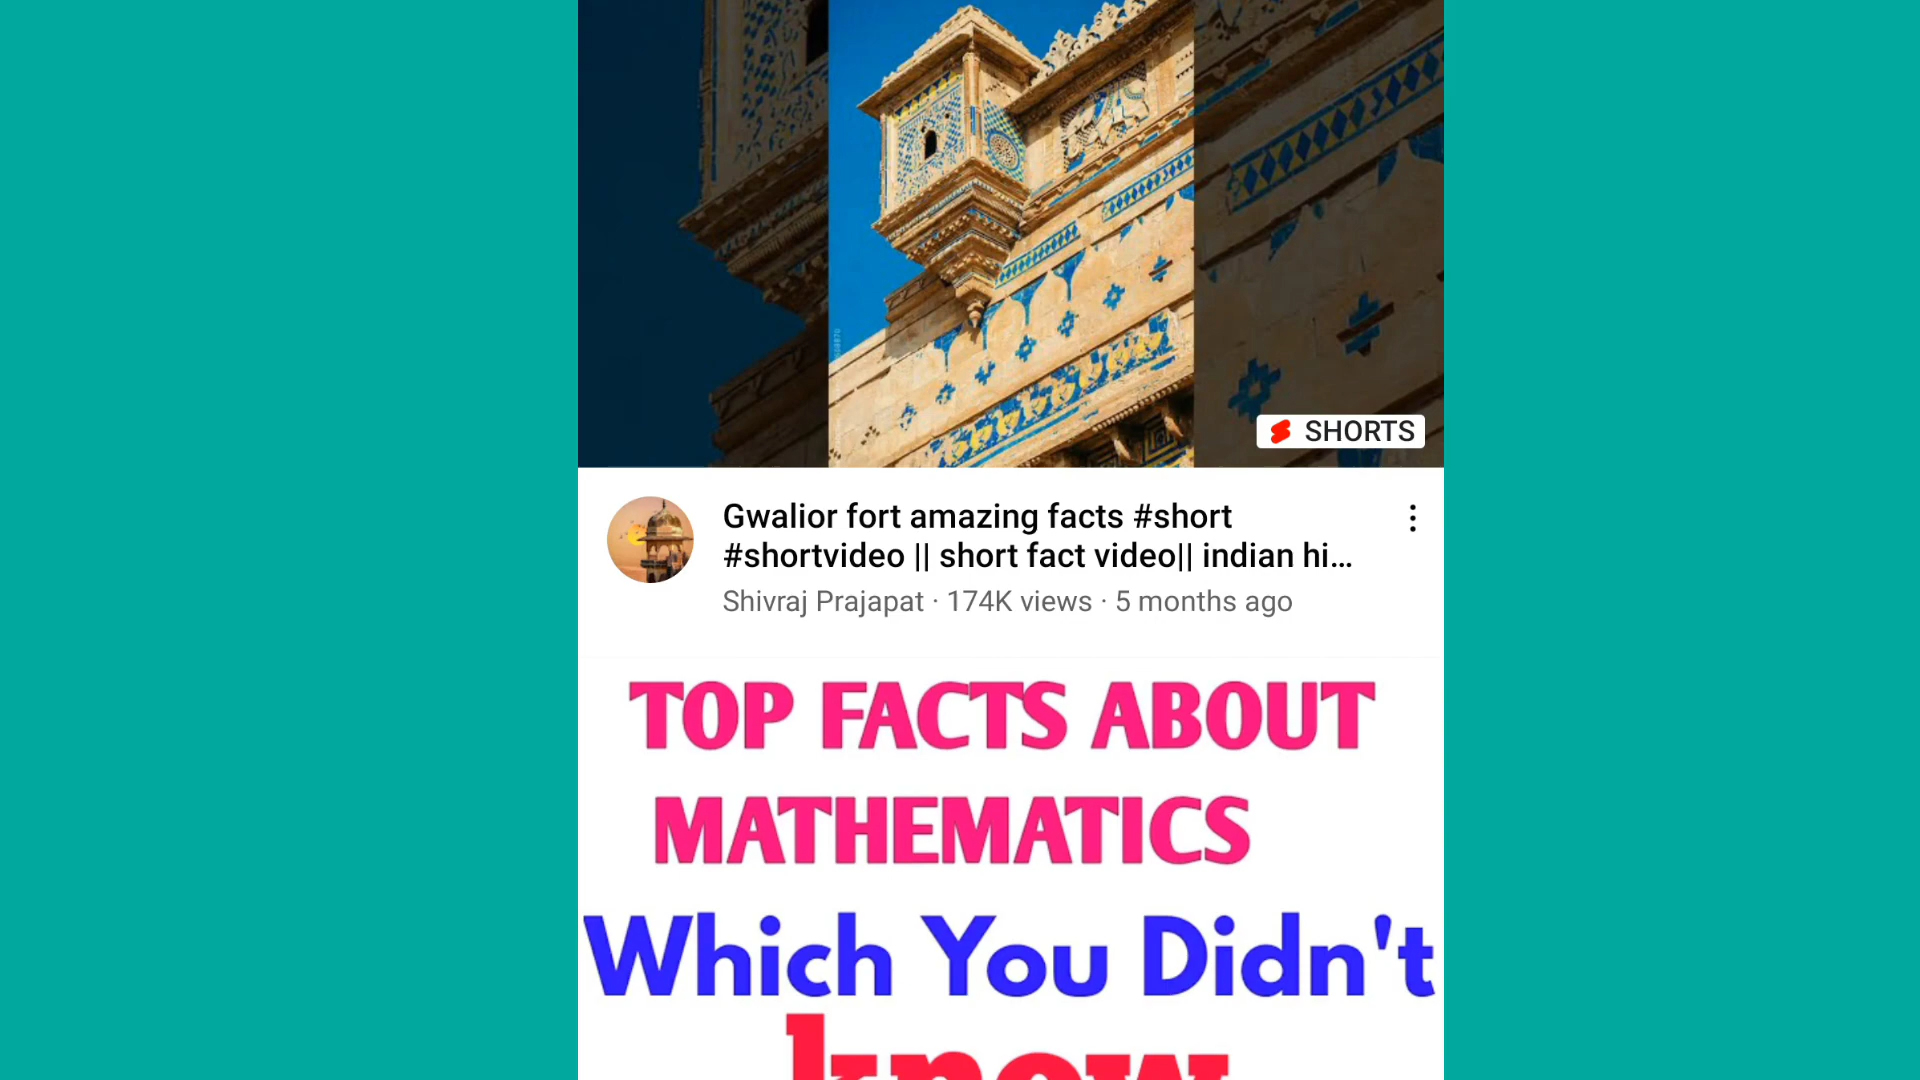 SHORTS
Gwalior fort amazing facts #short
#shortvideo || short fact video|| indian hi...
Shivraj Prajapat · 174K views · 5 months ago
TOP FACTS ABOUT
MATHEMATICS
Which You Didn't
know